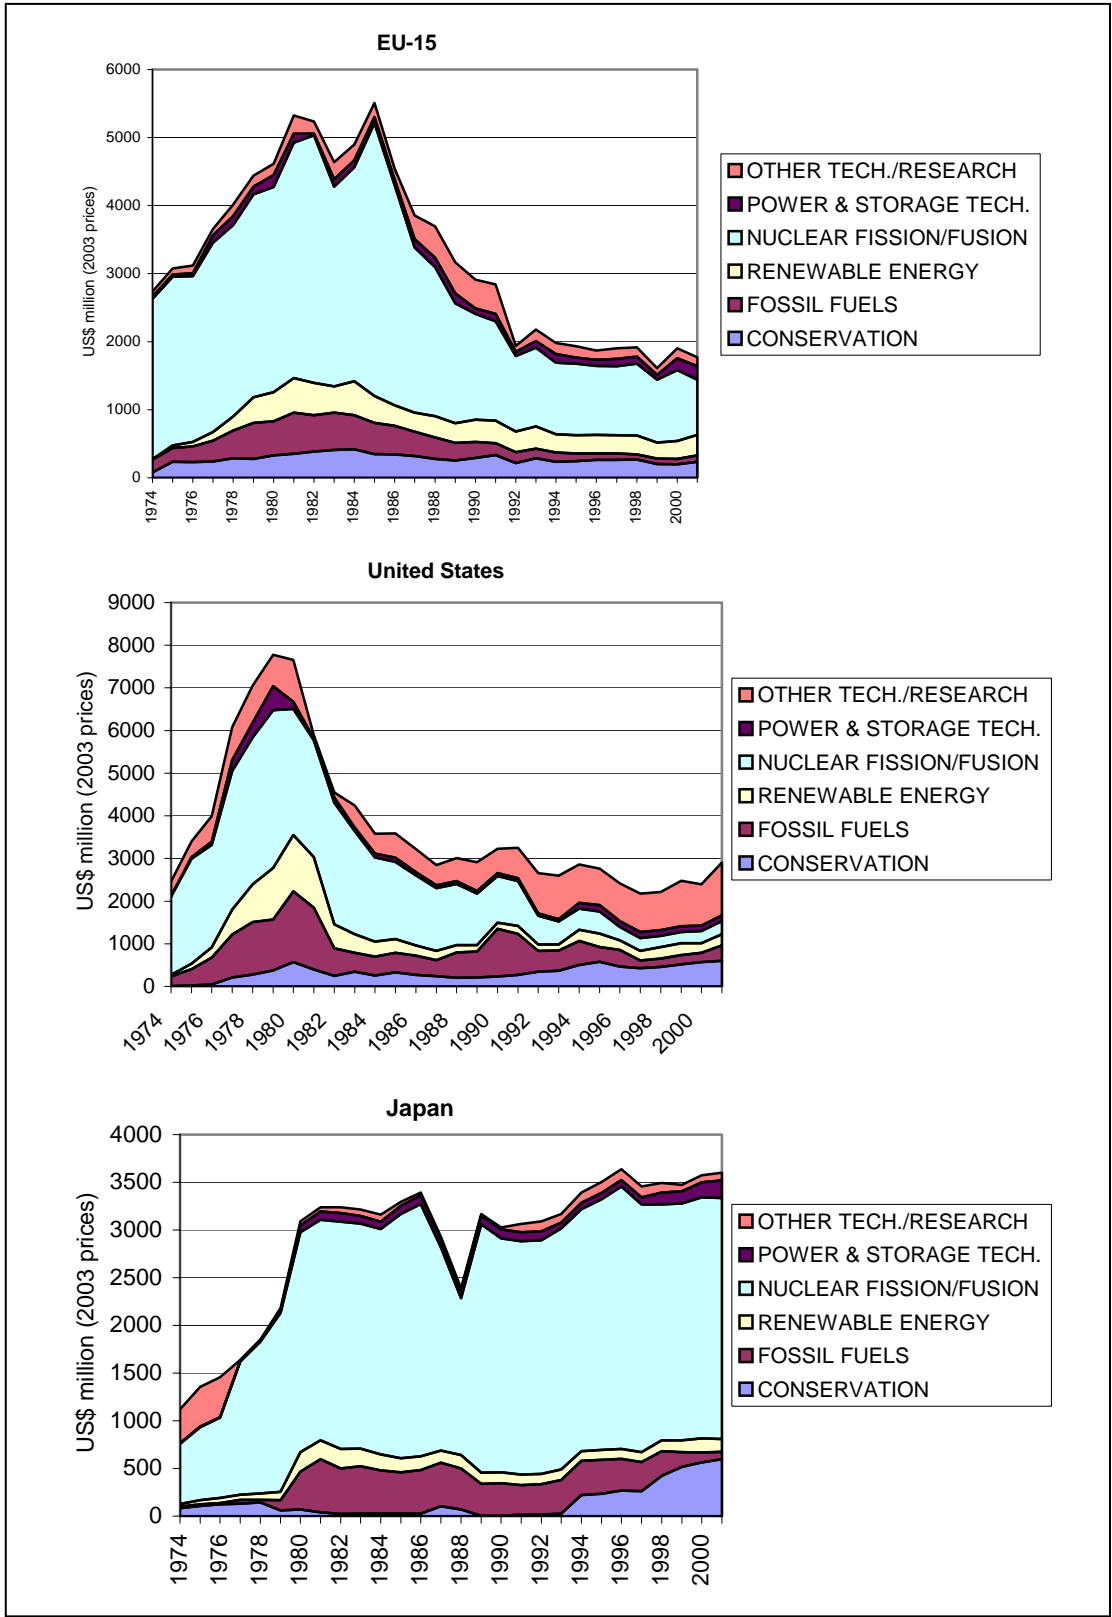 EU-15
6000
5000
4000
3000
2000
1000
0
US$ million (2003 prices)
1974
1976
1978
1980
1982
1984
1986
1988
1990
1992
1994
1996
1998
2000
OTHER TECH./RESEARCH
POWER & STORAGE TECH.
NUCLEAR FISSION/FUSION
RENEWABLE ENERGY
FOSSIL FUELS
CONSERVATION
United States
9000
8000
7000
6000
5000
4000
3000
2000
1000
0
US$ million (2003 prices)
1974
1976
1978
1980
1982
1984
1986
1988
1990
1992
1994
1996
1998
2000
OTHER TECH./RESEARCH
POWER & STORAGE TECH.
NUCLEAR FISSION/FUSION
RENEWABLE ENERGY
FOSSIL FUELS
CONSERVATION
Japan
4000
3500
3000
2500
2000
1500
1000
500
0
US$ million (2003 prices)
1974
1976
1978
1980
1982
1984
1986
1988
1990
1992
1994
1996
1998
2000
OTHER TECH./RESEARCH
POWER & STORAGE TECH.
NUCLEAR FISSION/FUSION
RENEWABLE ENERGY
FOSSIL FUELS
CONSERVATION